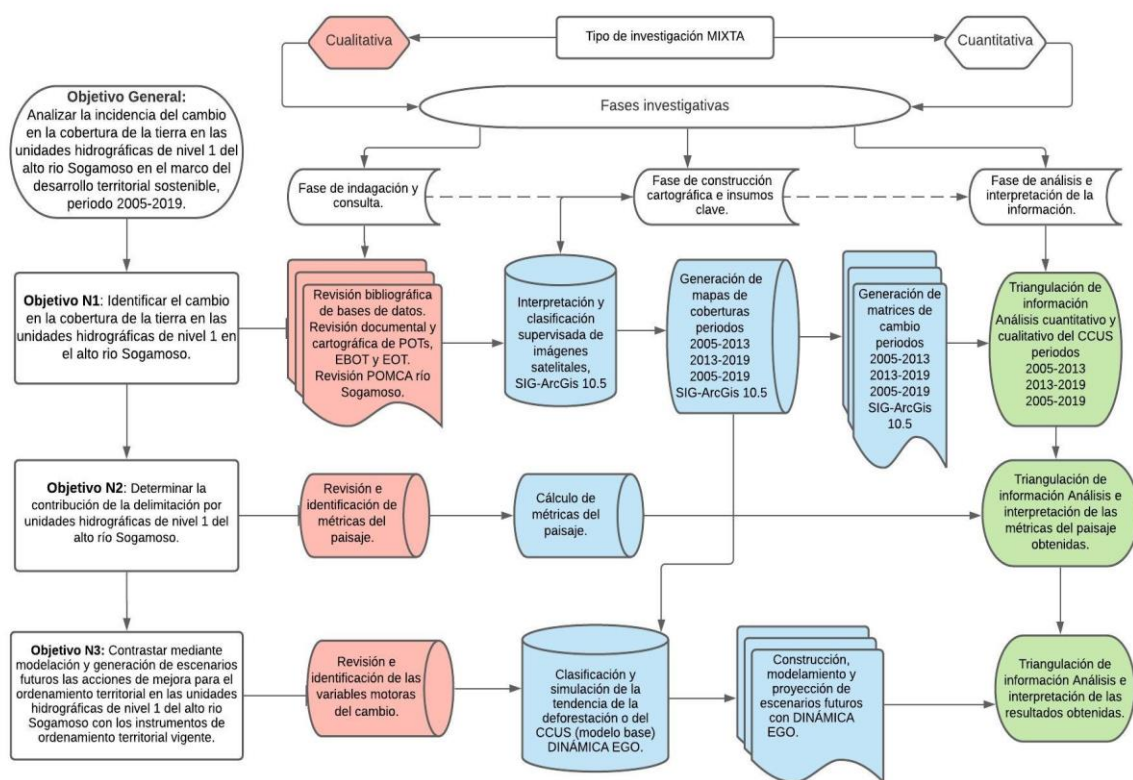 Cualitativa
Tipo de investigación MIXTA
Cuantitativa
Fases investigativas
Objetivo General:
Analizar la incidencia del cambio
en la cobertura de la tierra en las
unidades hidrográficas de nivel 1 del
alto rio Sogamoso en el marco del
desarrollo territorial sostenible,
periodo 2005-2019.
Fase de indagación y
consulta.
Fase de construcción
cartográfica e insumos
clave.
Fase de análisis e
interpretación de la
información.
Objetivo N1: Identificar el cambio
en la cobertura de la tierra en las
unidades hidrográficas de nivel 1 en
el alto rio Sogamoso.
Revisión bibliográfica
de bases de datos.
Revisión documental y
cartográfica de POTs,
EBOT y EOT.
Revisión POMCA río
Sogamoso.
Interpretación y
clasificación
supervisada de
imágenes
satelitales,
SIG-ArcGis 10.5
Generación de
mapas de
coberturas
periodos
2005-2013
2013-2019
2005-2019
SIG-ArcGis 10.5
Generación de
matrices de
cambio
periodos
2005-2013
2013-2019
2005-2019
SIG-ArcGis
10.5
Triangulación de
información
Análisis cuantitativo y
cualitativo del CCUS
periodos
2005-2013
2013-2019
2005-2019
Objetivo N2: Determinar la
contribución de la delimitación por
unidades hidrográficas de nivel 1 del
alto río Sogamoso.
Revisión e
identificación de
métricas del
paisaje.
Cálculo de
métricas del
paisaje.
Triangulación de
información Análisis e
interpretación de las
métricas del paisaje
obtenidas.
Objetivo N3: Contrastar mediante
modelación y generación de escenarios
futuros las acciones de mejora para el
ordenamiento territorial en las unidades
hidrográficas de nivel 1 del alto rio
Sogamoso con los instrumentos de
ordenamiento territorial vigente.
Revisión e
identificación de las
variables motoras
del cambio.
Clasificación y
simulación de la
tendencia de la
deforestación o del
CCUS (modelo base)
DINÁMICA EGO.
Construcción,
modelamiento y
proyección de
escenarios futuros
con DINÁMICA
EGO.
Triangulación de
información Análisis e
interpretación de las
resultados obtenidas.